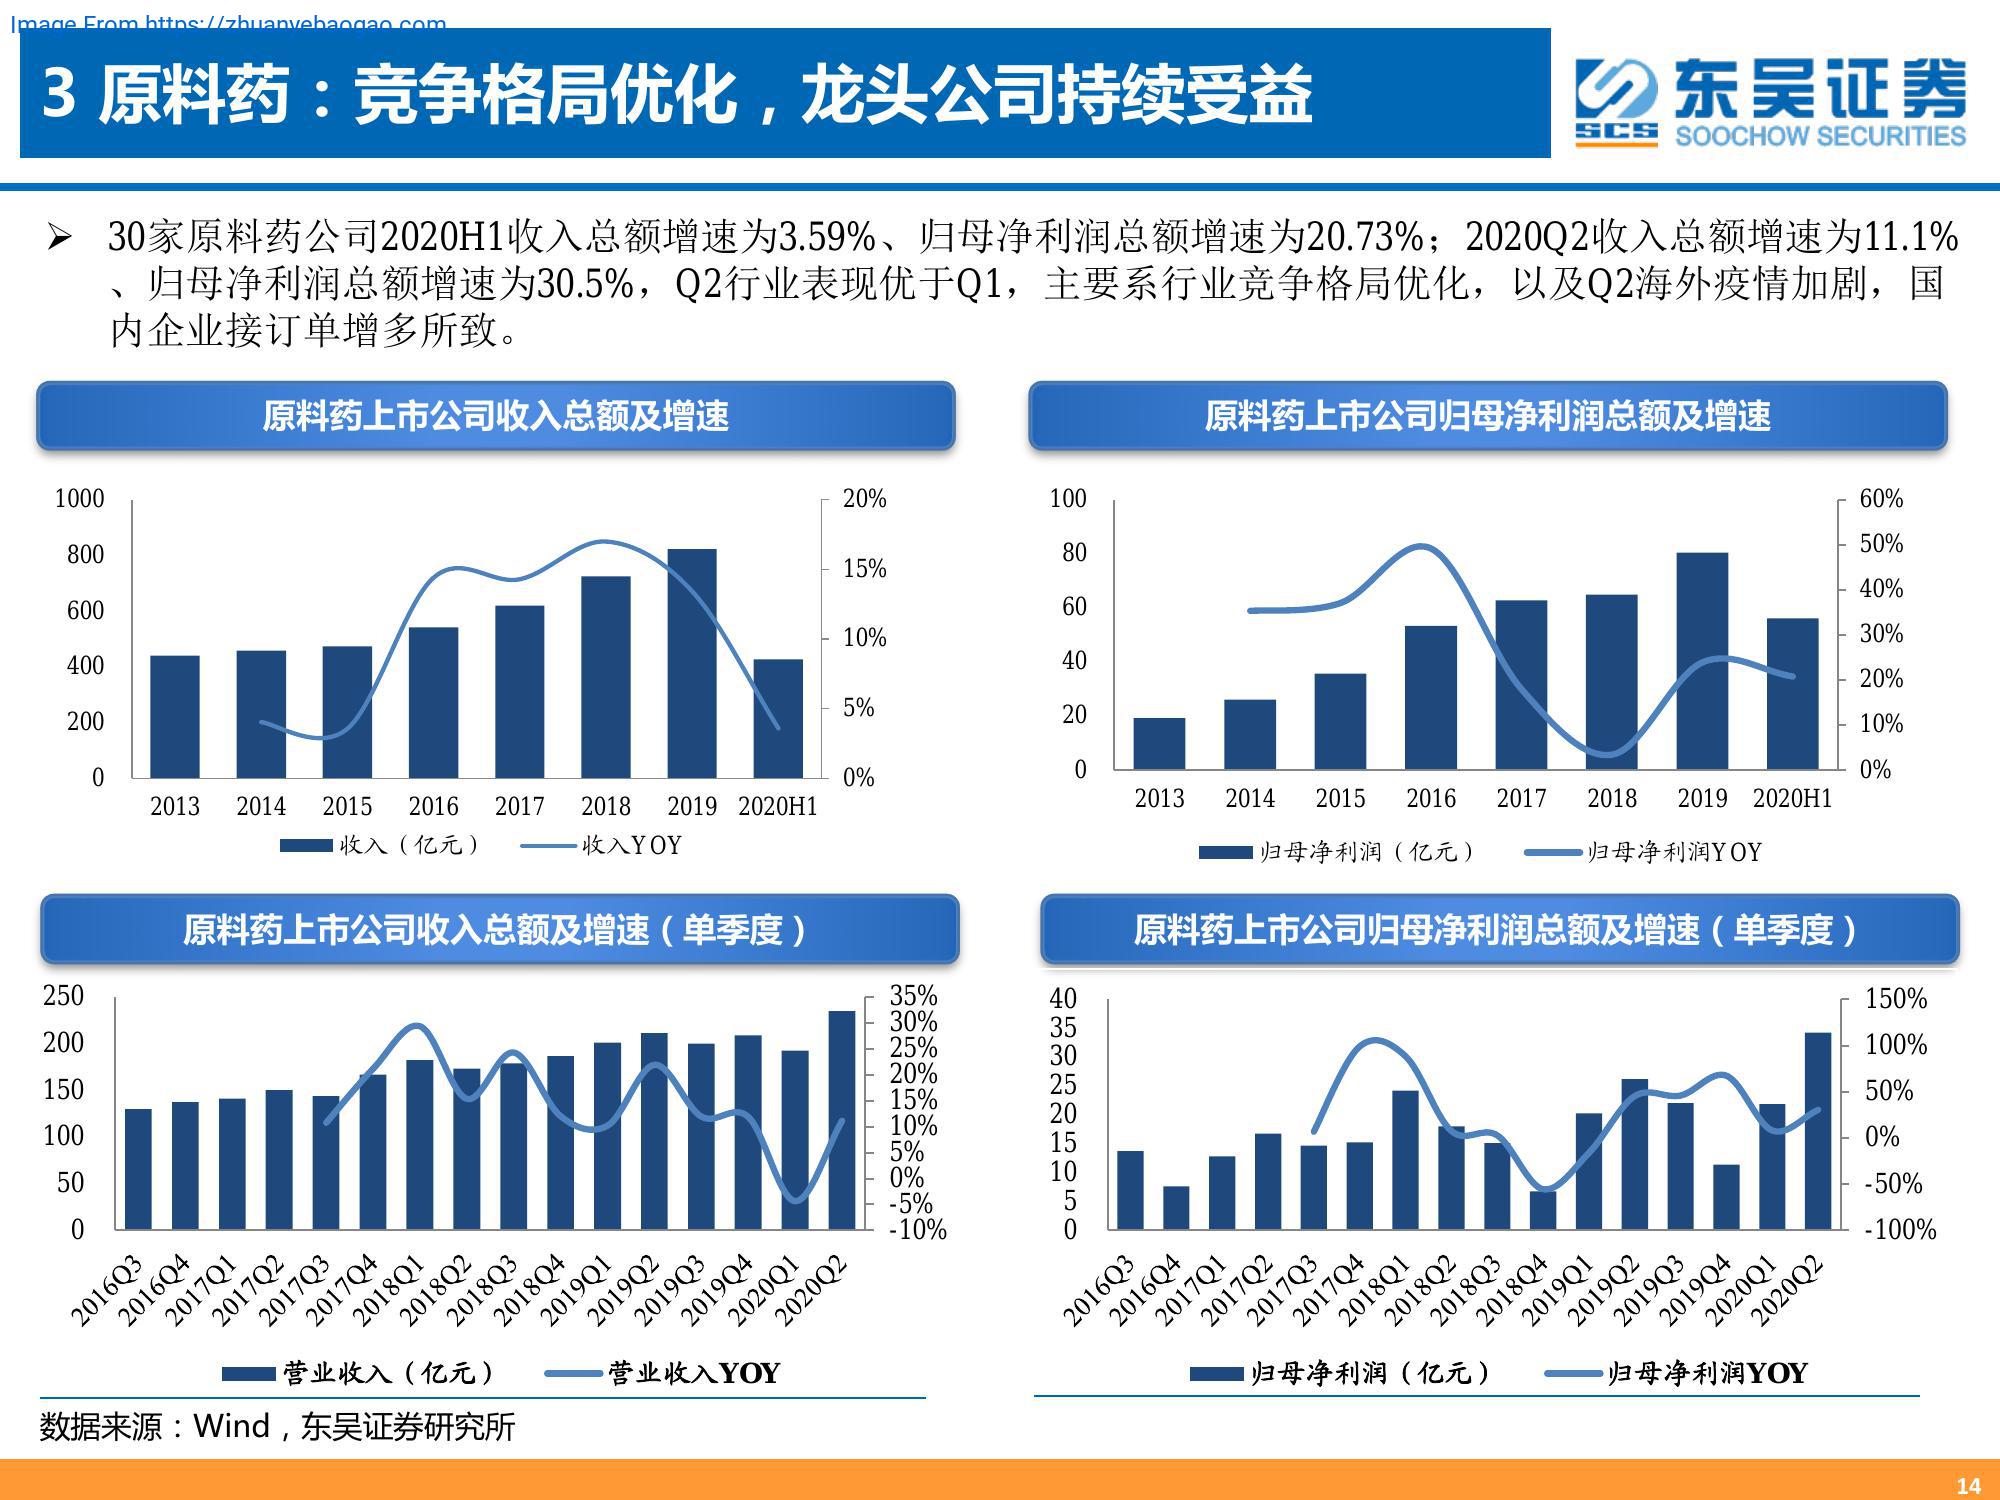 Image From https://zhuanyebaogao.com
3 原料药：竞争格局优化，龙头公司持续受益
东吴证券
SCS
SOOCHOW SECURITIES
➢ 30家原料药公司2020H1收入总额增速为3.59%、归母净利润总额增速为20.73%；2020Q2收入总额增速为11.1%
、归母净利润总额增速为30.5%，Q2行业表现优于Q1，主要系行业竞争格局优化，以及Q2海外疫情加剧，国
内企业接订单增多所致。
原料药上市公司收入总额及增速
1000
800
600
400
200
0
20%
15%
10%
5%
0%
2013 2014 2015 2016 2017 2018 2019 2020H1
收入（亿元） 收入YOY
原料药上市公司归母净利润总额及增速
100
80
60
40
20
0
60%
50%
40%
30%
20%
10%
0%
2013 2014 2015 2016 2017 2018 2019 2020H1
归母净利润（亿元） 归母净利润YOY
原料药上市公司收入总额及增速（单季度）
250
200
150
100
50
0
35%
30%
25%
20%
15%
10%
5%
0%
-5%
-10%
2016Q3 2016Q4 2017Q1 2017Q2 2017Q3 2017Q4 2018Q1 2018Q2 2018Q3 2018Q4 2019Q1 2019Q2 2019Q3 2019Q4 2020Q1 2020Q2
营业收入（亿元） 营业收入YOY
原料药上市公司归母净利润总额及增速（单季度）
40
35
30
25
20
15
10
5
0
150%
100%
50%
0%
-50%
-100%
2016Q3 2016Q4 2017Q1 2017Q2 2017Q3 2017Q4 2018Q1 2018Q2 2018Q3 2018Q4 2019Q1 2019Q2 2019Q3 2019Q4 2020Q1 2020Q2
归母净利润（亿元） 归母净利润YOY
数据来源：Wind，东吴证券研究所
14